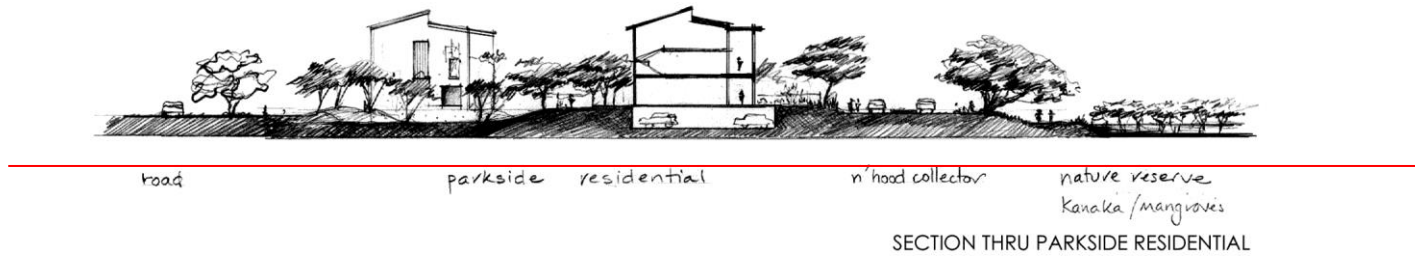 road parkside residential n'hood collector nature reserve
Kanaka / mangroves
SECTION THRU PARKSIDE RESIDENTIAL